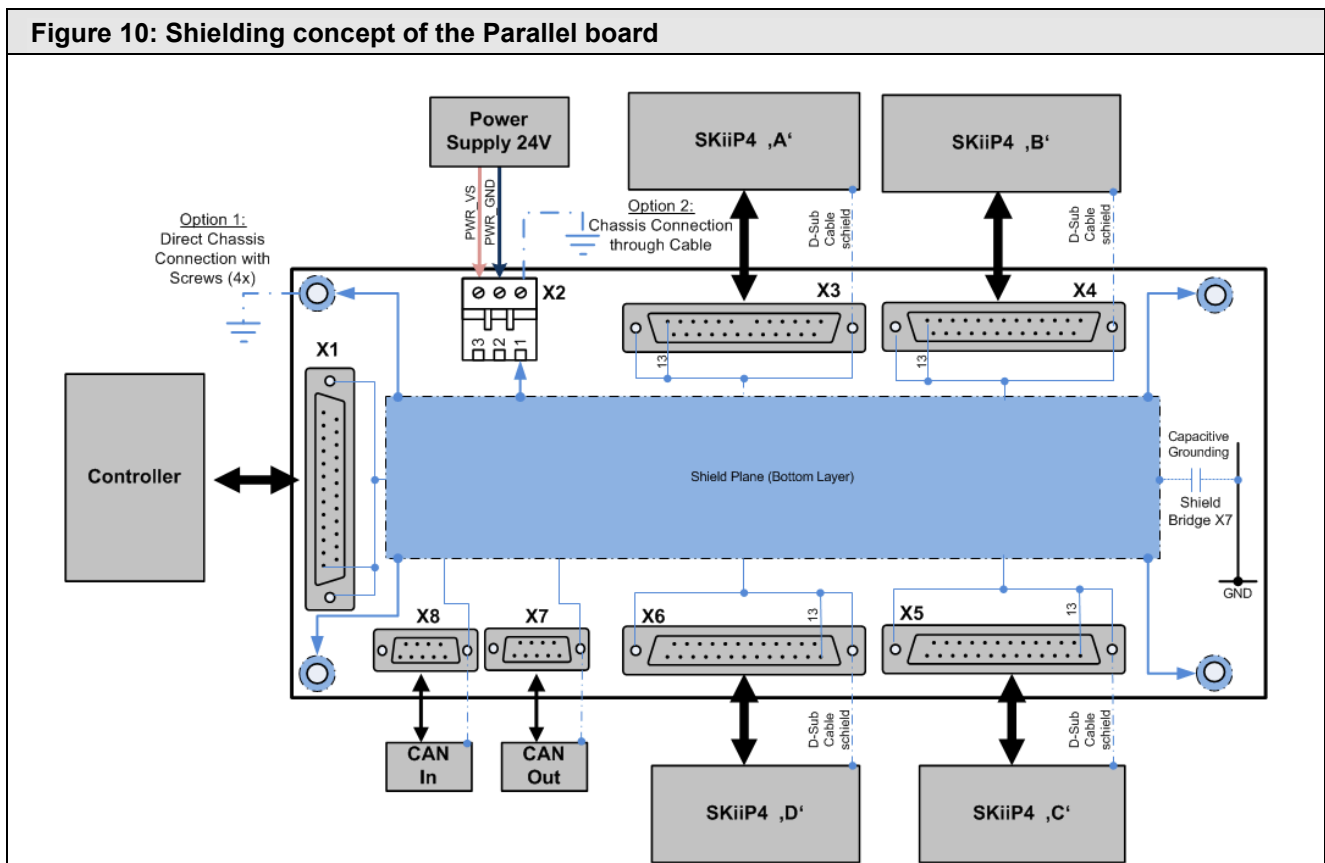 Figure 10: Shielding concept of the Parallel board
Power
Supply 24V
SKiiP4 ‚A‘
SKiiP4 ‚B‘
PWR_VS
PWR_GND
Option 1:
Direct Chassis
Connection with
Screws (4x)
Option 2:
Chassis Connection
through Cable
D-Sub
Cable
schield
D-Sub
Cable
schield
X2
X3
X4
3
2
1
13
13
X1
Controller
Shield Plane (Bottom Layer)
Capacitive
Grounding
Shield
Bridge X7
GND
X8
X7
X6
13
X5
13
CAN
In
CAN
Out
D-Sub
Cable
schield
D-Sub
Cable
schield
SKiiP4 ‚D‘
SKiiP4 ‚C‘